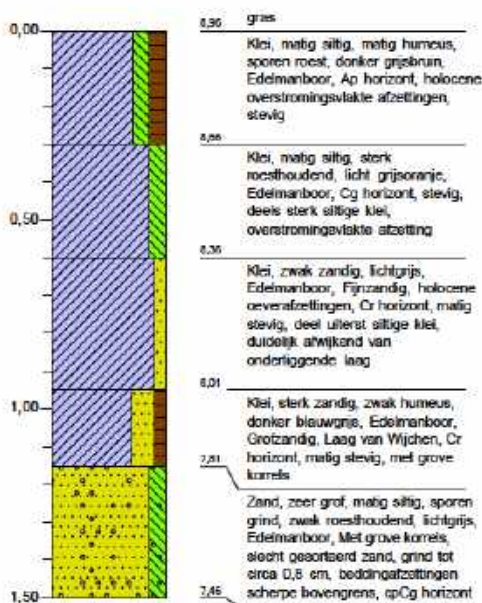 0,00
8,96
gras
Klei, matig siltig, matig humeus,
sporen roest, donker grijsbruin,
Edelmanboor, Ap horizont, holocene
overstromingsvlakte afzettingen,
stevig
8,66
Klei, matig siltig, sterk
roesthoudend, licht grijsoranje,
Edelmanboor, Cg horizont, stevig,
deels sterk siltige klei,
overstromingsvlakte afzetting
0,50
8,36
Klei, zwak zandig, lichtgrijs,
Edelmanboor, Fijnzandig, holocene
oeverafzettingen, Cr horizont, matig
stevig, deel uiterst siltige klei,
duidelijk afwijkend van
onderliggende laag
8,01
1,00
Klei, sterk zandig, zwak humeus,
donker blauwgrijs, Edelmanboor,
Grofzandig, Laag van Wijchen, Cr
horizont, matig stevig, met grove
korrels
7,81
Zand, zeer grof, matig siltig, sporen
grind, zwak roesthoudend, lichtgrijs,
Edelmanboor, Met grove korrels,
slecht gesorteerd zand, grind tot
circa 0,8 cm, beddingafzettingen
scherpe bovengrens, cpCg horizont
1,50
7,46